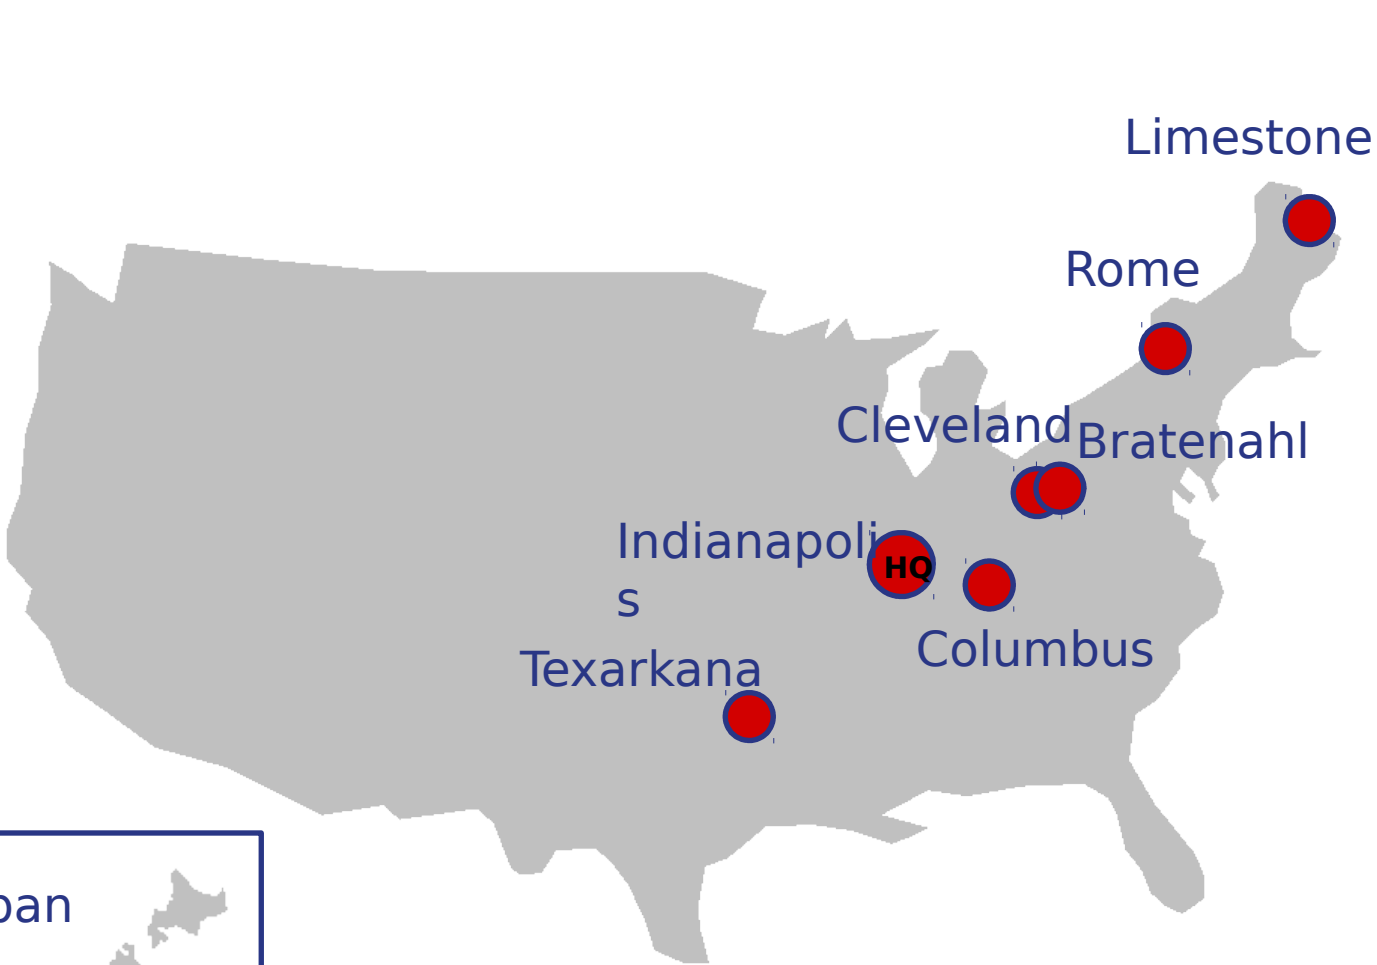 Limestone
Rome
Cleveland
Bratenahl
Indianapoli
s
HQ
Columbus
Texarkana
pan